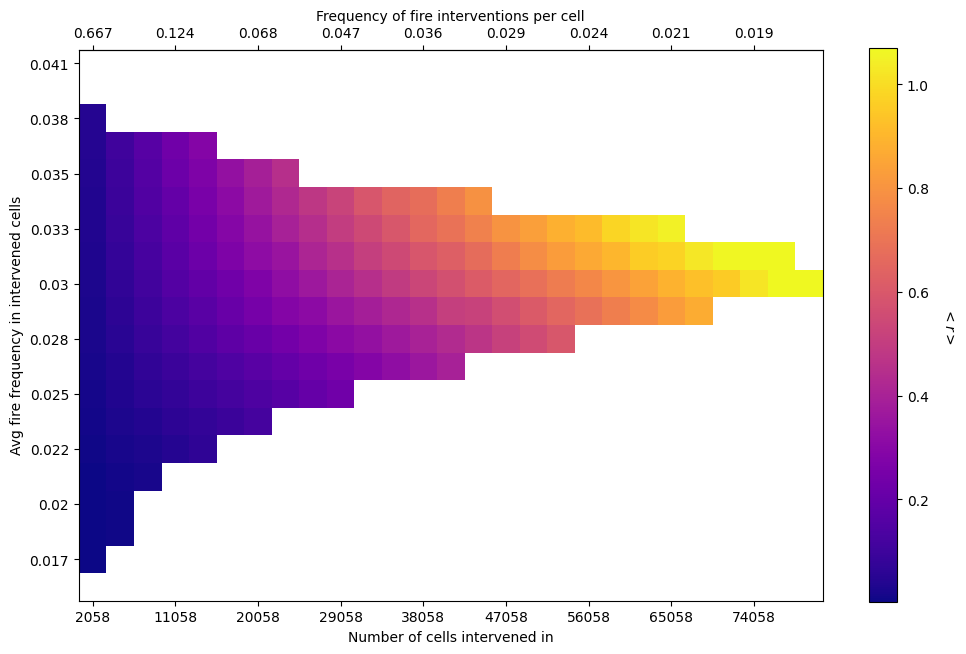 Frequency of fire interventions per cell
0.667 0.124 0.068 0.047 0.036 0.029 0.024 0.021 0.019
0.041
0.038
0.035
0.033
0.03
0.028
0.025
0.022
0.02
0.017
Avg fire frequency in intervened cells
2058 11058 20058 29058 38058 47058 56058 65058 74058
Number of cells intervened in
1.0
0.8
0.6
0.4
0.2
< r >